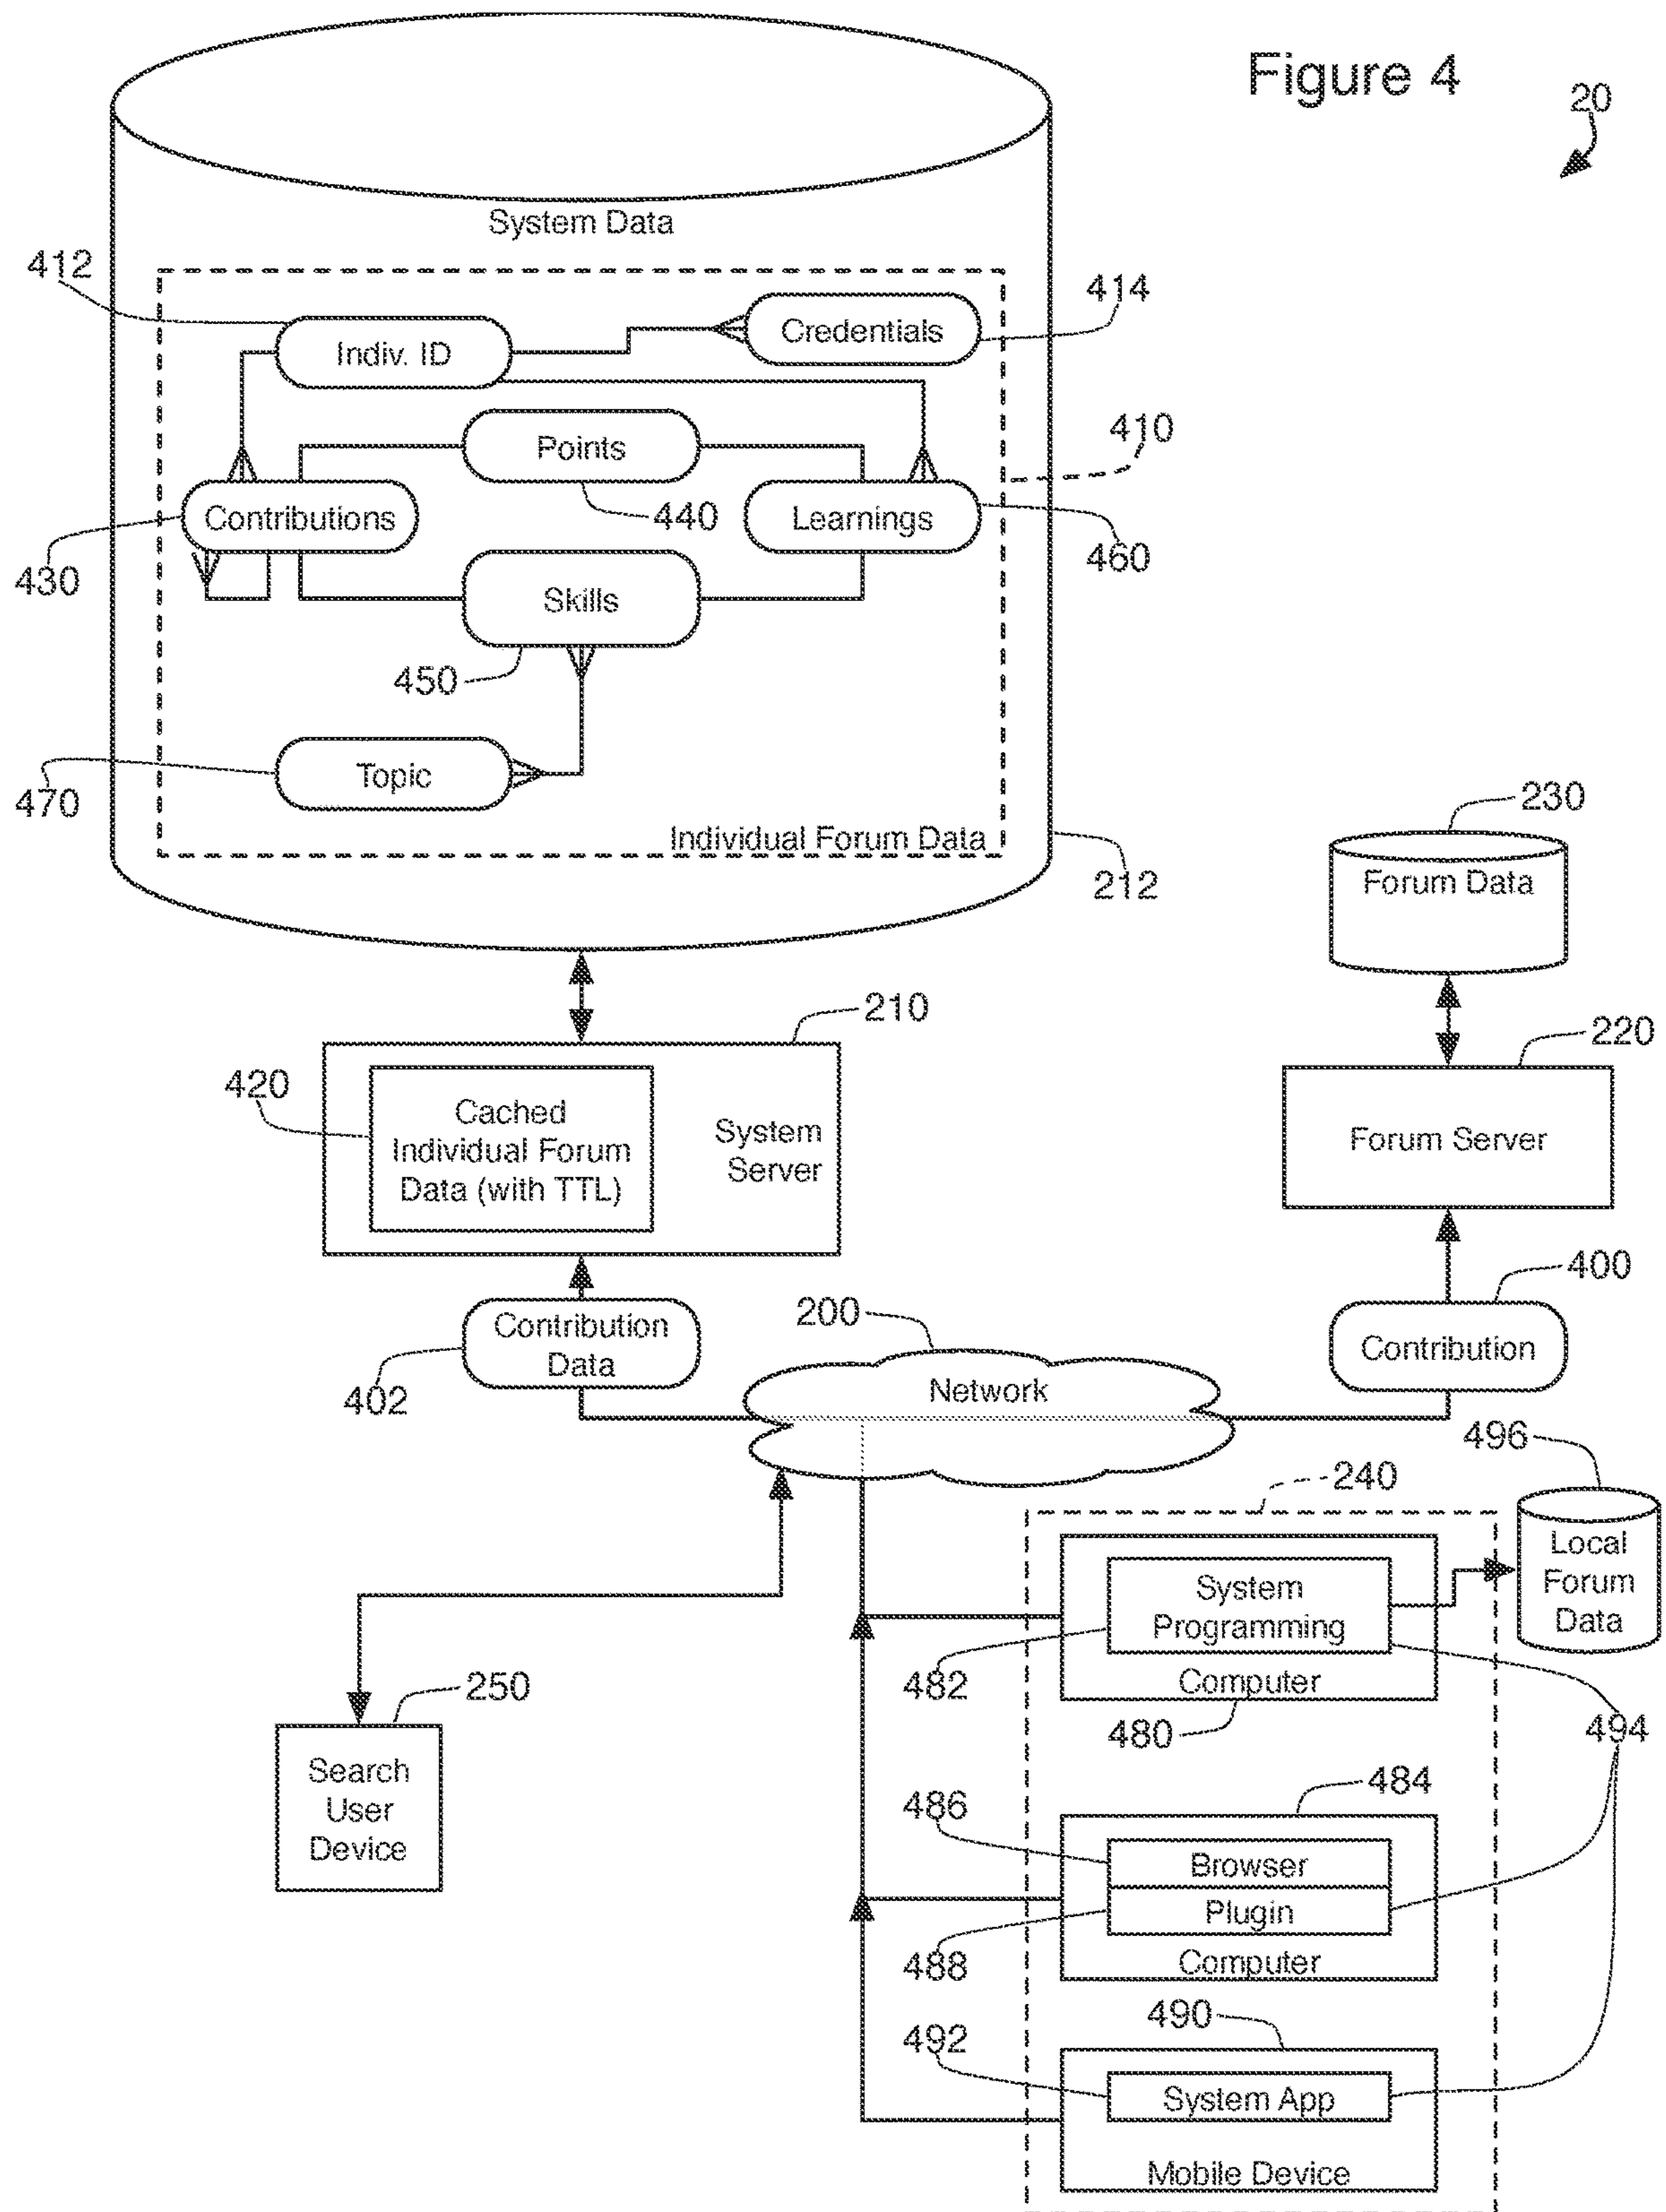 Figure 4
20
System Data
412
414
Credentials
Indiv. ID
410
Points
440
Contributions
Learnings
430
460
Skills
450
Topic
470
Individual Forum Data
212
230
Forum Data
210
220
420
Cached
Individual Forum
Data (with TTL)
System
Server
Forum Server
400
200
Contribution
Data
402
Network
Contribution
496
240
Local
Forum
Data
System
Programming
482
Computer
480
494
250
Search
User
Device
484
486
Browser
Plugin
488
Computer
490
492
System App
Mobile Device